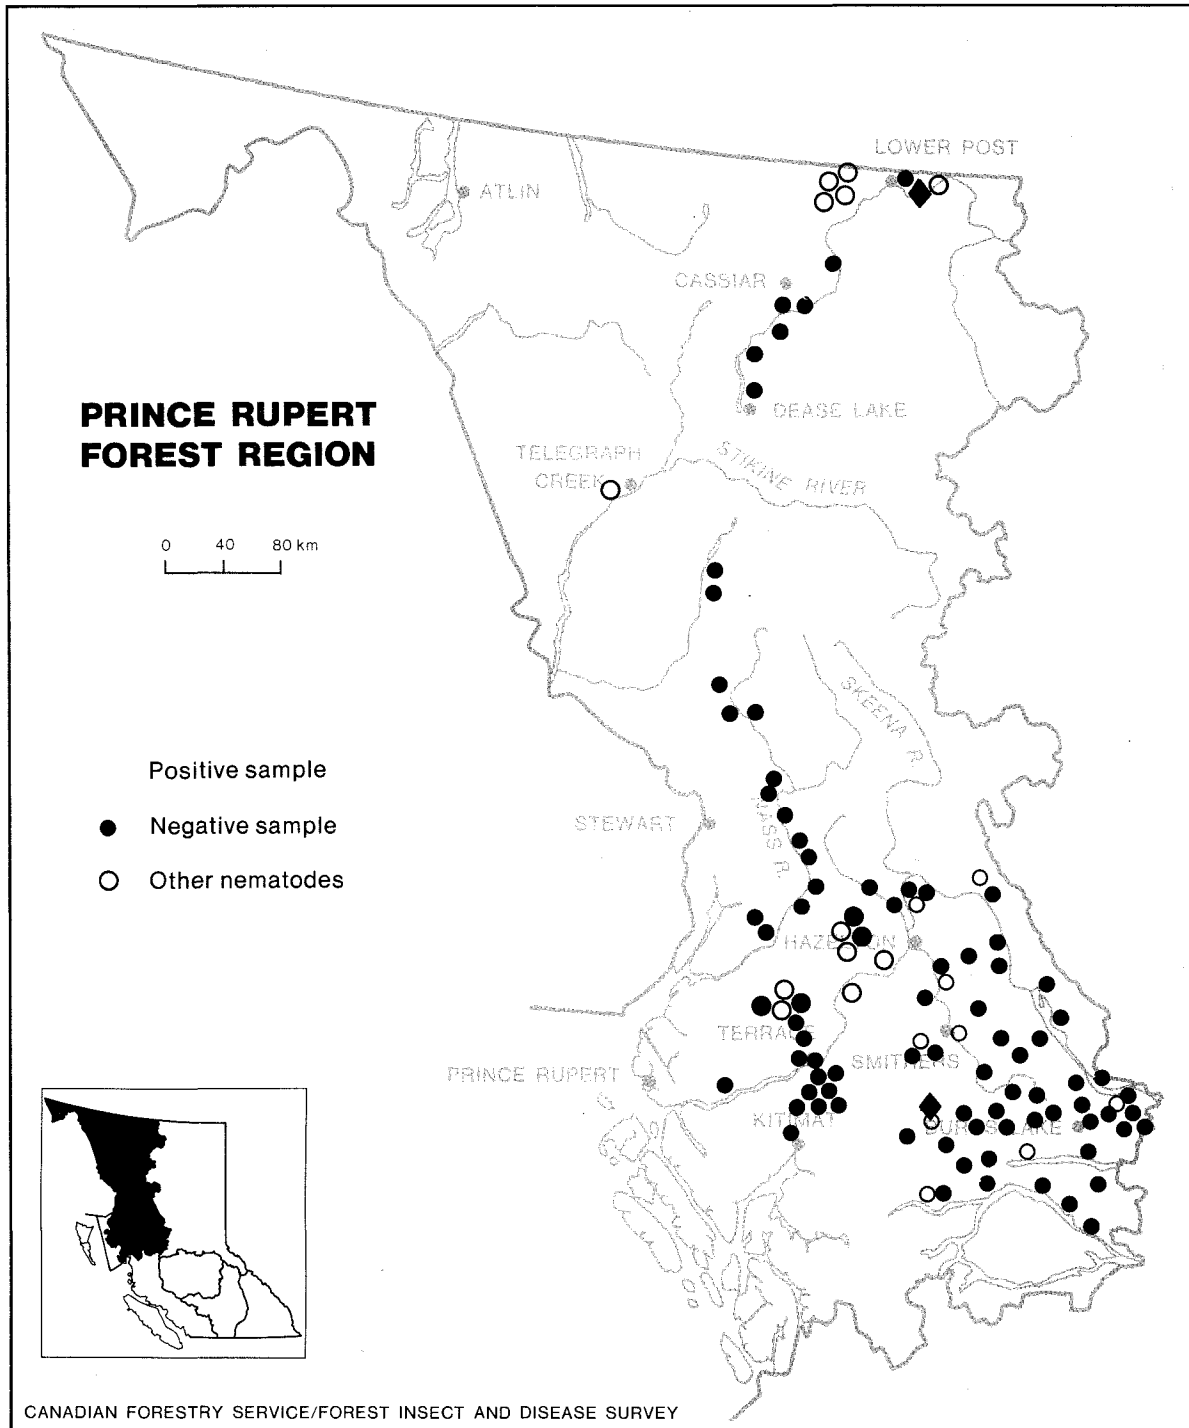 LOWER POST
ATLIN
CASSIAR
DEASE LAKE
PRINCE RUPERT
FOREST REGION
TELEGRAPH
CREEK
STIKINE RIVER
0 40 80 km
SKEENA R.
Positive sample
Negative sample
Other nematodes
STEWART
NASS R.
HAZELTON
TERRACE
SMITHERS
PRINCE RUPERT
KITIMAT
BURNS LAKE
CANADIAN FORESTRY SERVICE/FOREST INSECT AND DISEASE SURVEY